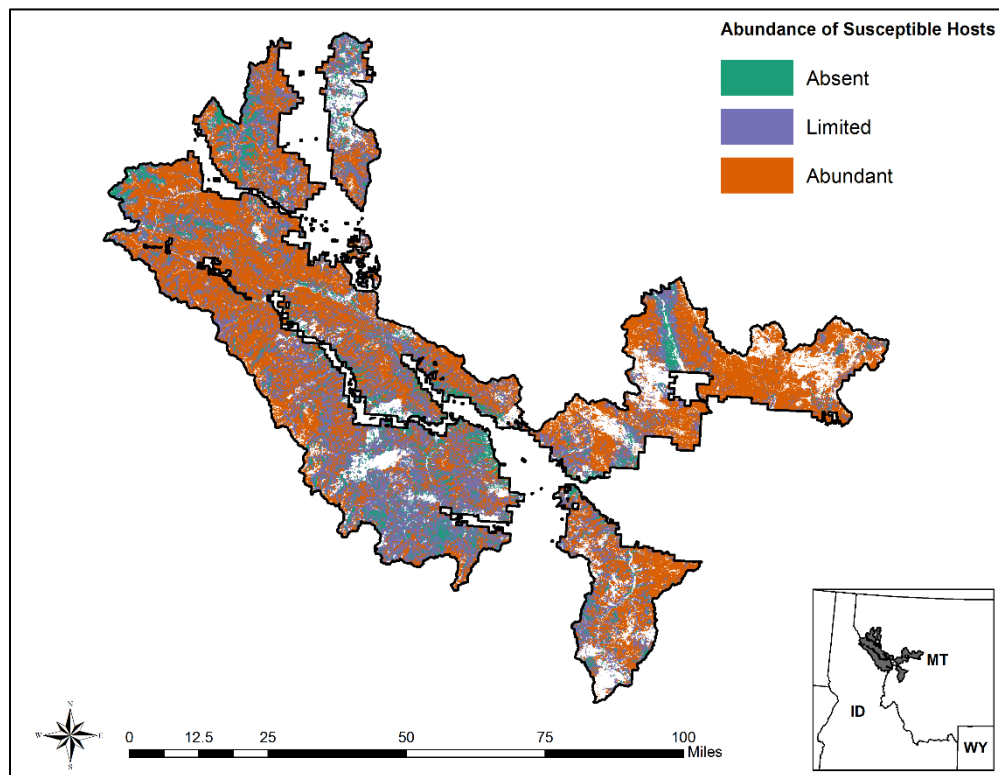 Abundance of Susceptible Hosts
Absent
Limited
Abundant
MT
ID
WY
N
W E
S
0 12.5 25 50 75 100
Miles